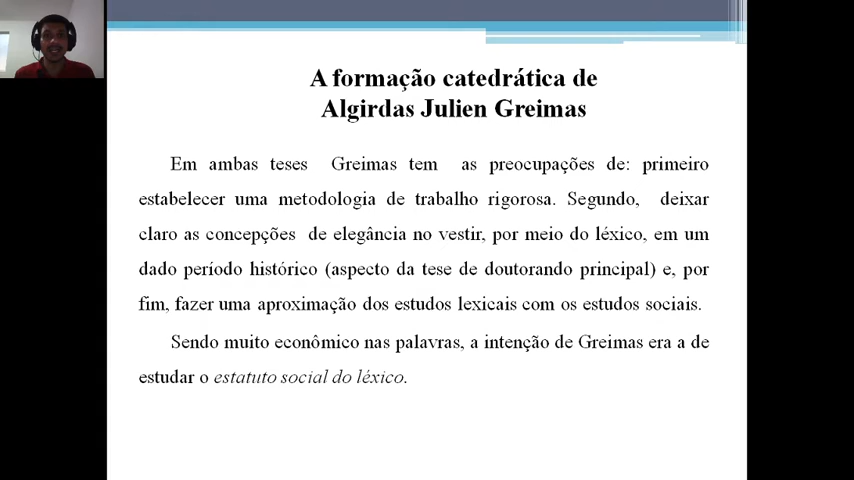 A formação catedrática de
Algirdas Julien Greimas
Em ambas teses Greimas tem as preocupações de: primeiro
estabelecer uma metodologia de trabalho rigorosa. Segundo, deixar
claro as concepções de elegância no vestir, por meio do léxico, em um
dado período histórico (aspecto da tese de doutorando principal) e, por
fim, fazer uma aproximação dos estudos lexicais com os estudos sociais.
Sendo muito econômico nas palavras, a intenção de Greimas era a de
estudar o estatuto social do léxico.